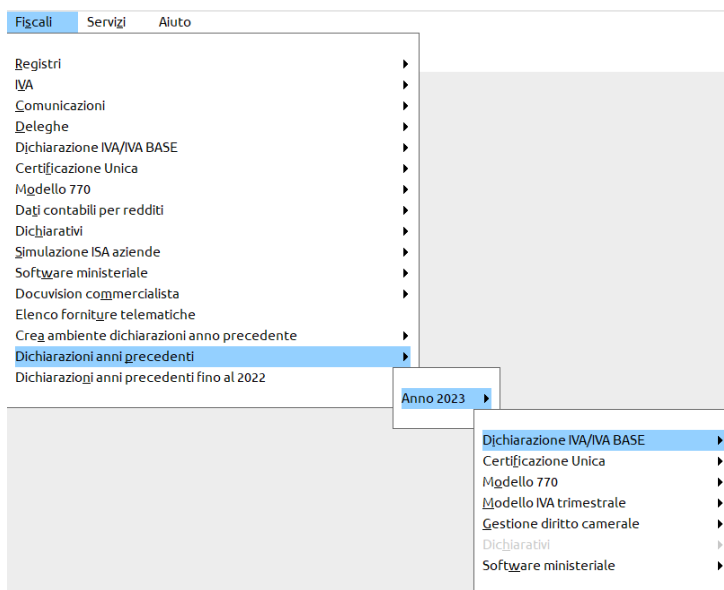 Fiscali Servizi Aiuto
Registri
IVA
Comunicazioni
Deleghe
Dichiarazione IVA/IVA BASE
Certificazione Unica
Modello 770
Dati contabili per redditi
Dichiarativi
Simulazione ISA aziende
Software ministeriale
Docuvision commercialista
Elenco forniture telematiche
Crea ambiente dichiarazioni anno precedente
Dichiarazioni anni precedenti
Dichiarazioni anni precedenti fino al 2022
Anno 2023
Dichiarazione IVA/IVA BASE
Certificazione Unica
Modello 770
Modello IVA trimestrale
Gestione diritto camerale
Dichiarativi
Software ministeriale